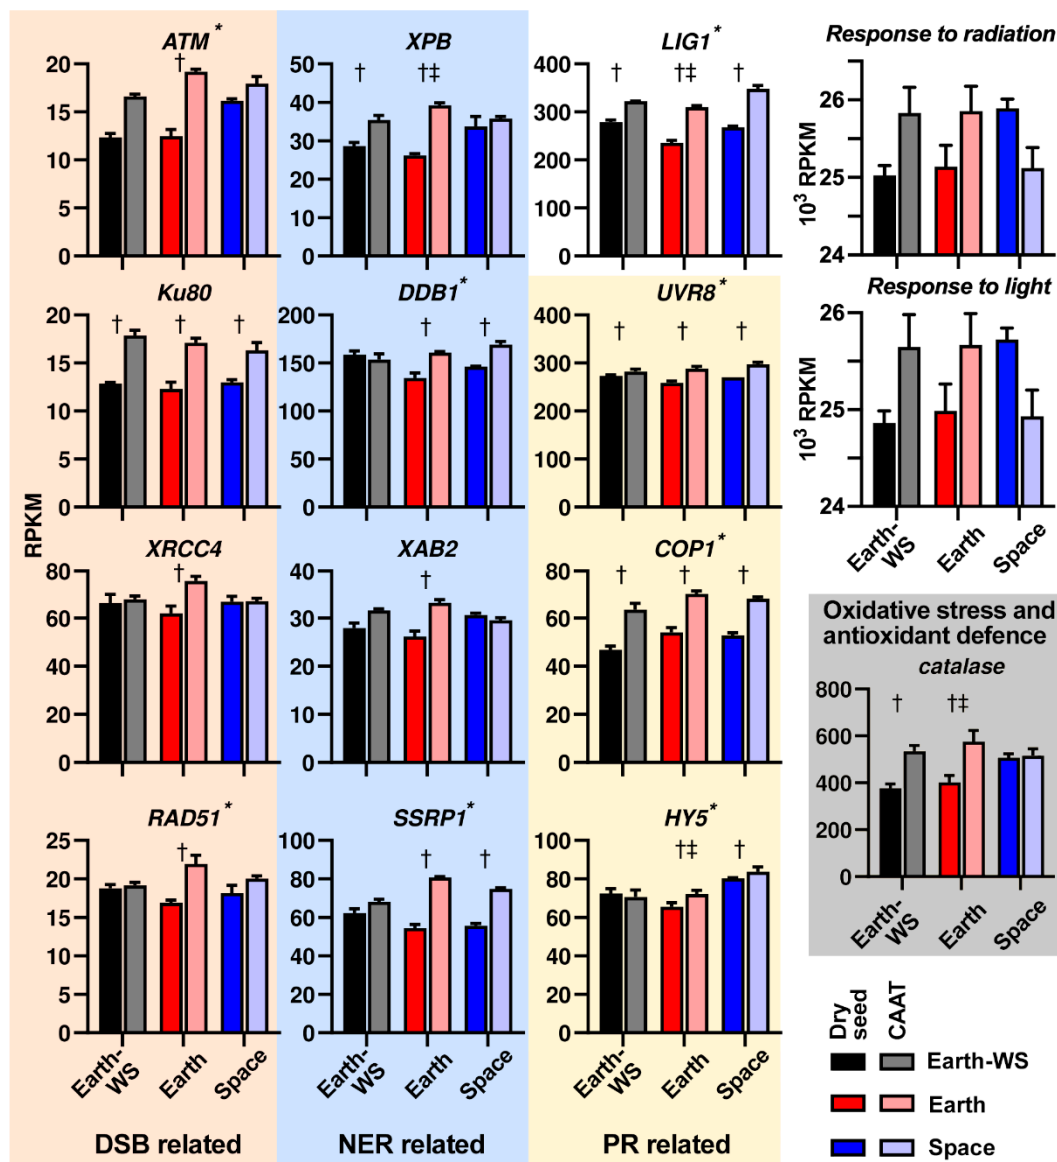 ATM *
†
20
15
10
5
0
XPB
† †‡
50
40
30
20
10
0
LIG1 *
† †‡ †
400
300
200
100
0
Response to radiation
26
25
24
10³ RPKM
Ku80
† † †
20
15
10
5
0
DDB1 *
† †
200
150
100
50
0
UVR8 *
† † †
400
300
200
100
0
Response to light
26
25
24
10³ RPKM
Earth-WS
Earth
Space
RPKM
XRCC4
†
80
60
40
20
0
XAB2
†
40
30
20
10
0
COP1 *
† † †
80
60
40
20
0
Oxidative stress and
antioxidant defence
catalase
† †‡
800
600
400
200
0
Earth-WS
Earth
Space
RAD51 *
†
25
20
15
10
5
0
Earth-WS
Earth
Space
DSB related
SSRP1 *
† †
100
80
60
40
20
0
Earth-WS
Earth
Space
NER related
HY5 *
†‡ †
100
80
60
40
20
0
Earth-WS
Earth
Space
PR related
Dry seed
CAAT
Earth-WS
Earth
Space